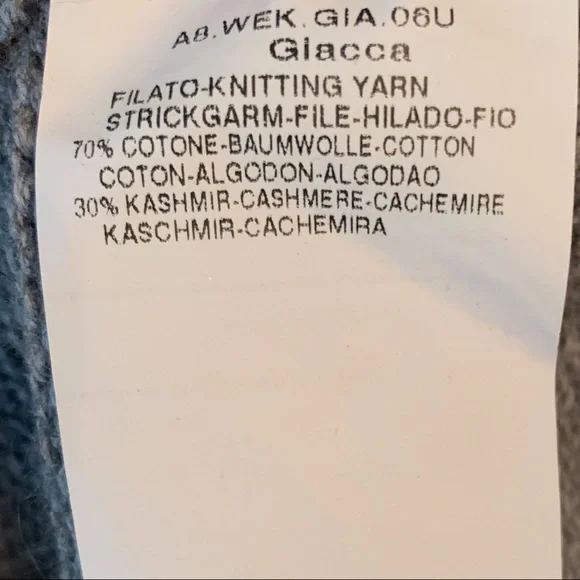 A8.WEK.GIA.06U
Giacca
FILATO-KNITTING YARN
STRICKGARM-FILE-HILADO-FIO
70% COTONE-BAUMWOLLE-COTTON
COTON-ALGODON-ALGODAO
30% KASHMIR-CASHMERE-CACHEMIRE
KASCHMIR-CACHEMIRA